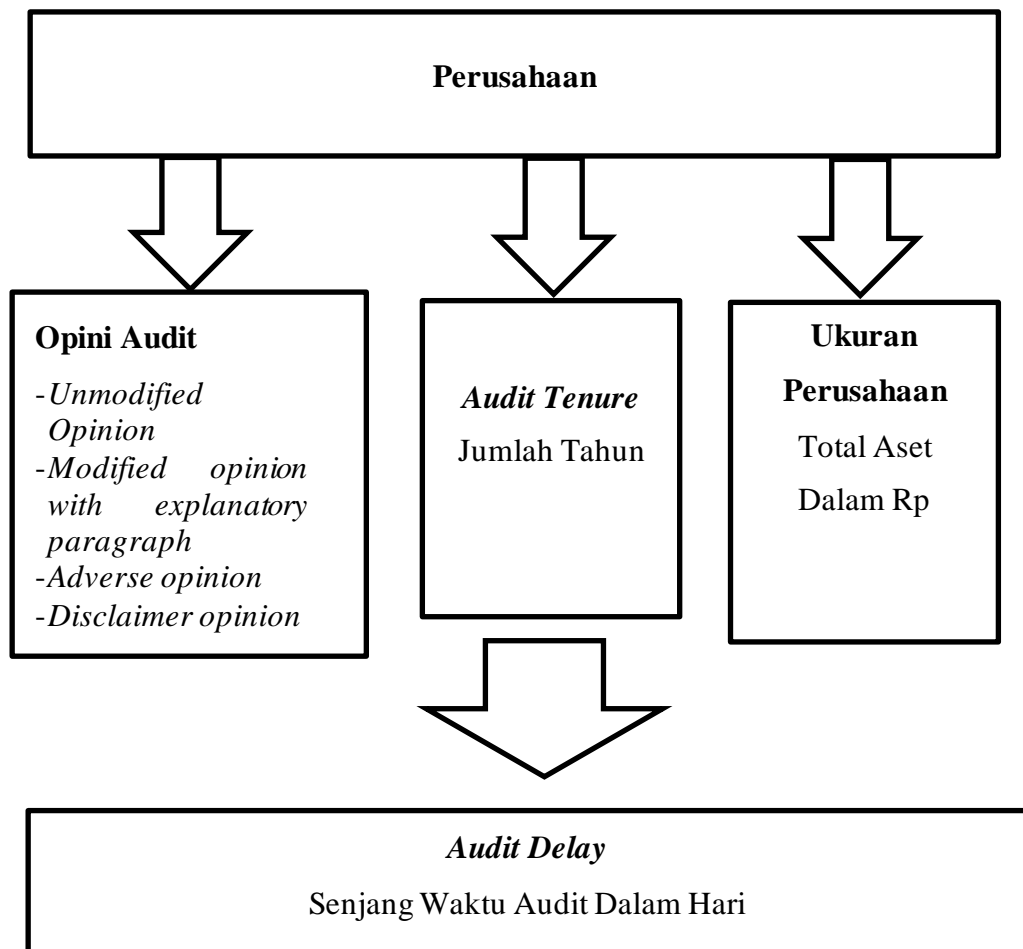 Perusahaan
Opini Audit
-Unmodified
Opinion
-Modified opinion
with explanatory
paragraph
-Adverse opinion
-Disclaimer opinion
Audit Tenure
Jumlah Tahun
Ukuran
Perusahaan
Total Aset
Dalam Rp
Audit Delay
Senjang Waktu Audit Dalam Hari